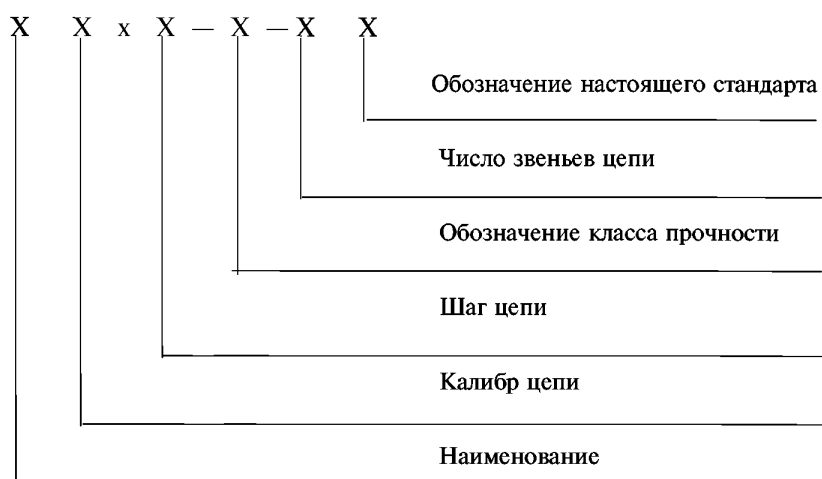 X X x X — X — X X
Обозначение настоящего стандарта
Число звеньев цепи
Обозначение класса прочности
Шаг цепи
Калибр цепи
Наименование